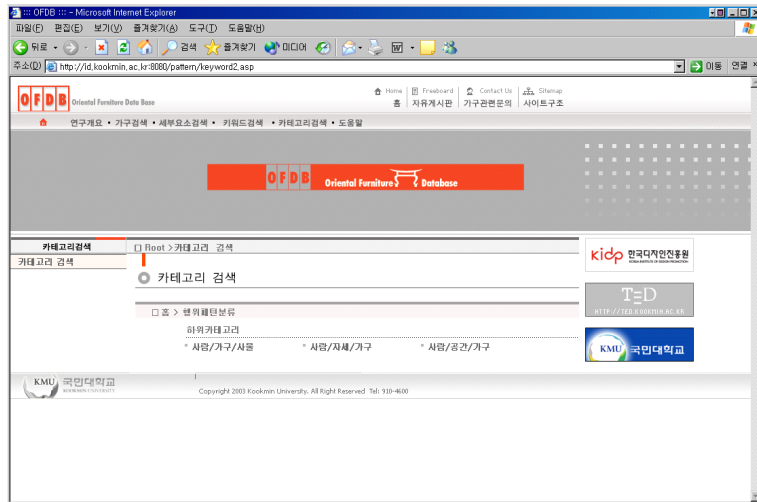 ::: OFDB ::: - Microsoft Internet Explorer
파일(F) 편집(E) 보기(V) 즐겨찾기(A) 도구(T) 도움말(H)
뒤로 검색 즐겨찾기 미디어
주소(D) http://id,kookmin,ac,kr:8080/pattern/keyword2,asp 이동 연결
Home Freeboard Contact Us Sitemap
OFDB Oriental Furniture Data Base 홈 자유게시판 가구관련문의 사이트구조
연구개요 • 가구검색 • 세부요소검색 • 키워드검색 • 카테고리검색 • 도움말
OFDB Oriental Furniture Database
카테고리검색
Root >카테고리 검색
카테고리 검색
카테고리 검색
홈 > 행위패턴분류
하위카테고리
사람/가구/사물 사람/자세/가구 사람/공간/가구
kidp 한국디자인진흥원
KOREA INSTITUTE OF DESIGN PROMOTION
TED
HTTP://TED.KOOKMIN.AC.KR
KMU 국민대학교
KMU 국민대학교
KOOKMIN UNIVERSITY
Copyright 2003 Kookmin University. All Right Reserved. Tel: 910-4600